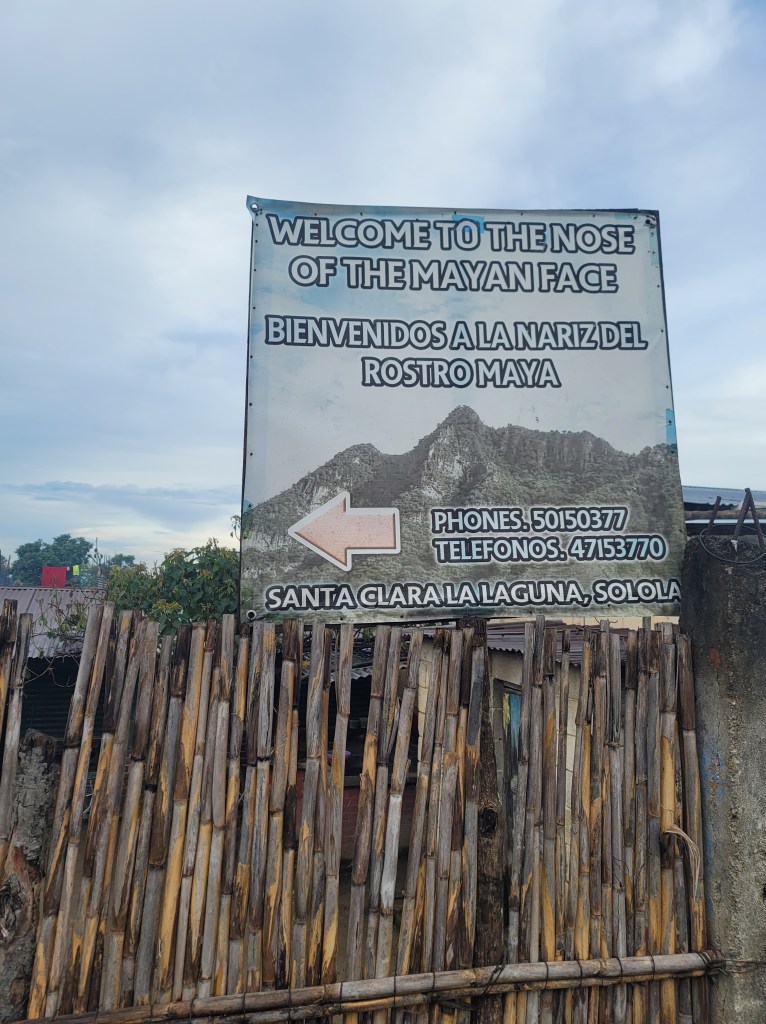 WELCOME TO THE NOSE
OF THE MAYAN FACE
BIENVENIDOS A LA NARIZ DEL
ROSTRO MAYA
PHONES. 50150377
TELEFONOS. 47153770
SANTA CLARA LA LAGUNA, SOLOLA